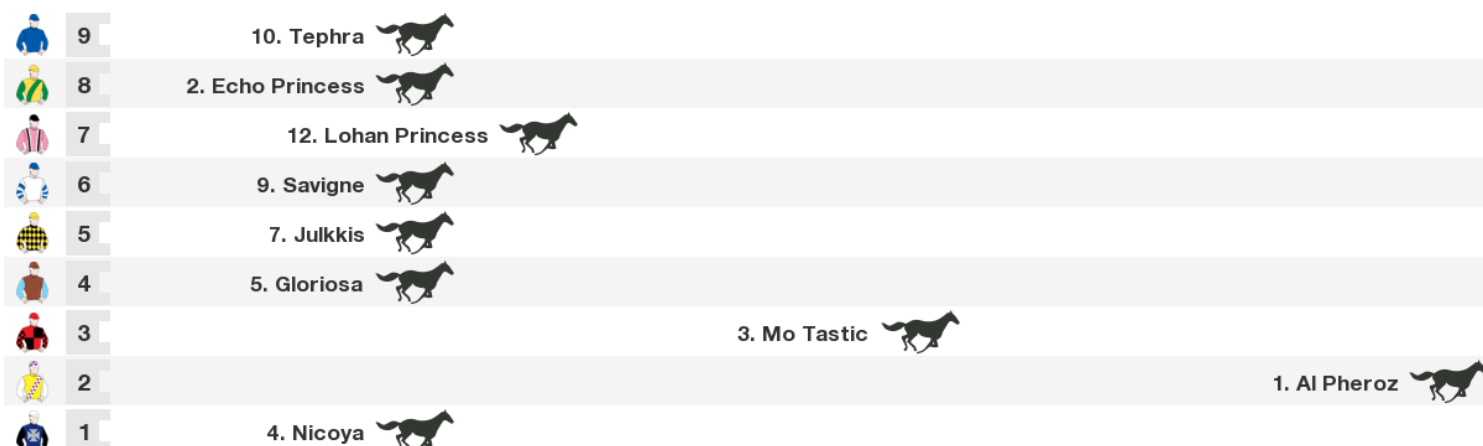 9 10. Tephra
8 2. Echo Princess
7 12. Lohan Princess
6 9. Savigne
5 7. Julkkis
4 5. Gloriosa
3 3. Mo Tastic
2 1. Al Pheroz
1 4. Nicoya